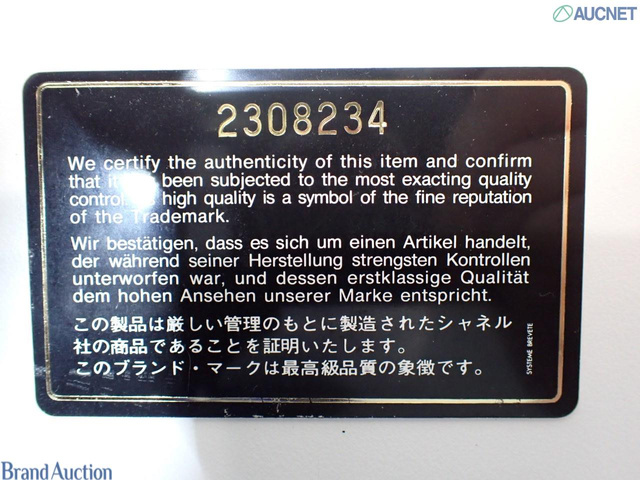 AUCNET
2308234
We certify the authenticity of this item and confirm
that it been subjected to the most exacting quality
control high quality is a symbol of the fine reputation
of the Trademark.
Wir bestätigen, dass es sich um einen Artikel handelt,
der während seiner Herstellung strengsten Kontrollen
unterworfen war, und dessen erstklassige Qualität
dem hohen Ansehen unserer Marke entspricht.
この製品は厳しい管理のもとに製造されたシャネル
社の商品であることを証明いたします。
このブランド・マークは最高級品質の象徴です。
SYSTEME BREVETE
Brand Auction